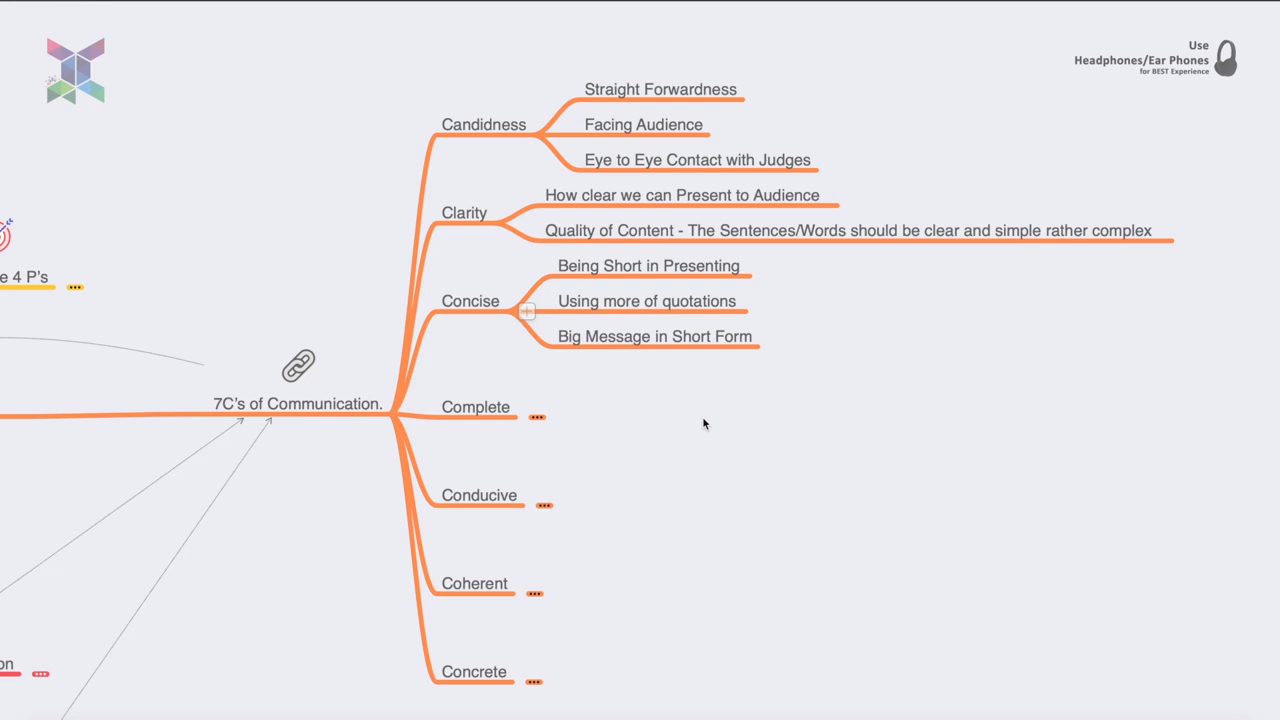 Use
Headphones/Ear Phones
for BEST Experience
Straight Forwardness
Candidness
Facing Audience
Eye to Eye Contact with Judges
How clear we can Present to Audience
Clarity
Quality of Content - The Sentences/Words should be clear and simple rather complex
e 4 P's
Being Short in Presenting
Concise
Using more of quotations
Big Message in Short Form
7C's of Communication.
Complete
Conducive
Coherent
on
Concrete